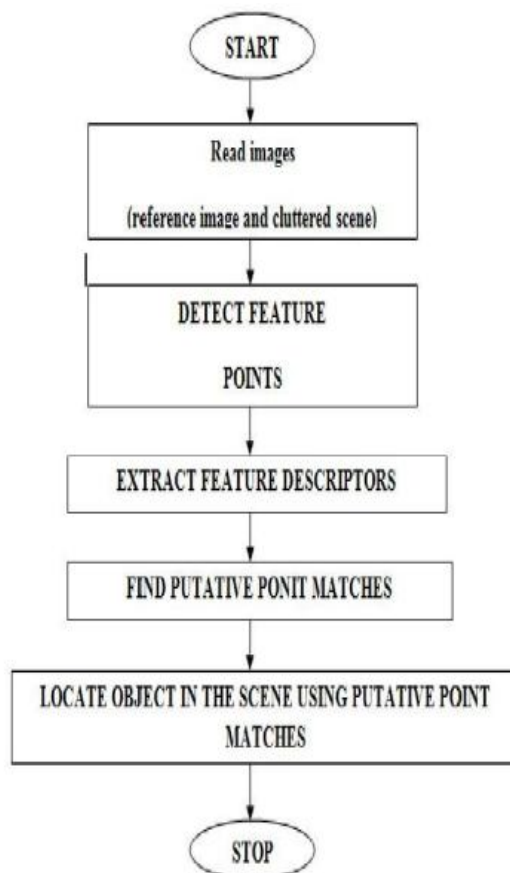 START
Read images
(reference image and cluttered scene)
DETECT FEATURE
POINTS
EXTRACT FEATURE DESCRIPTORS
FIND PUTATIVE PONIT MATCHES
LOCATE OBJECT IN THE SCENE USING PUTATIVE POINT
MATCHES
STOP